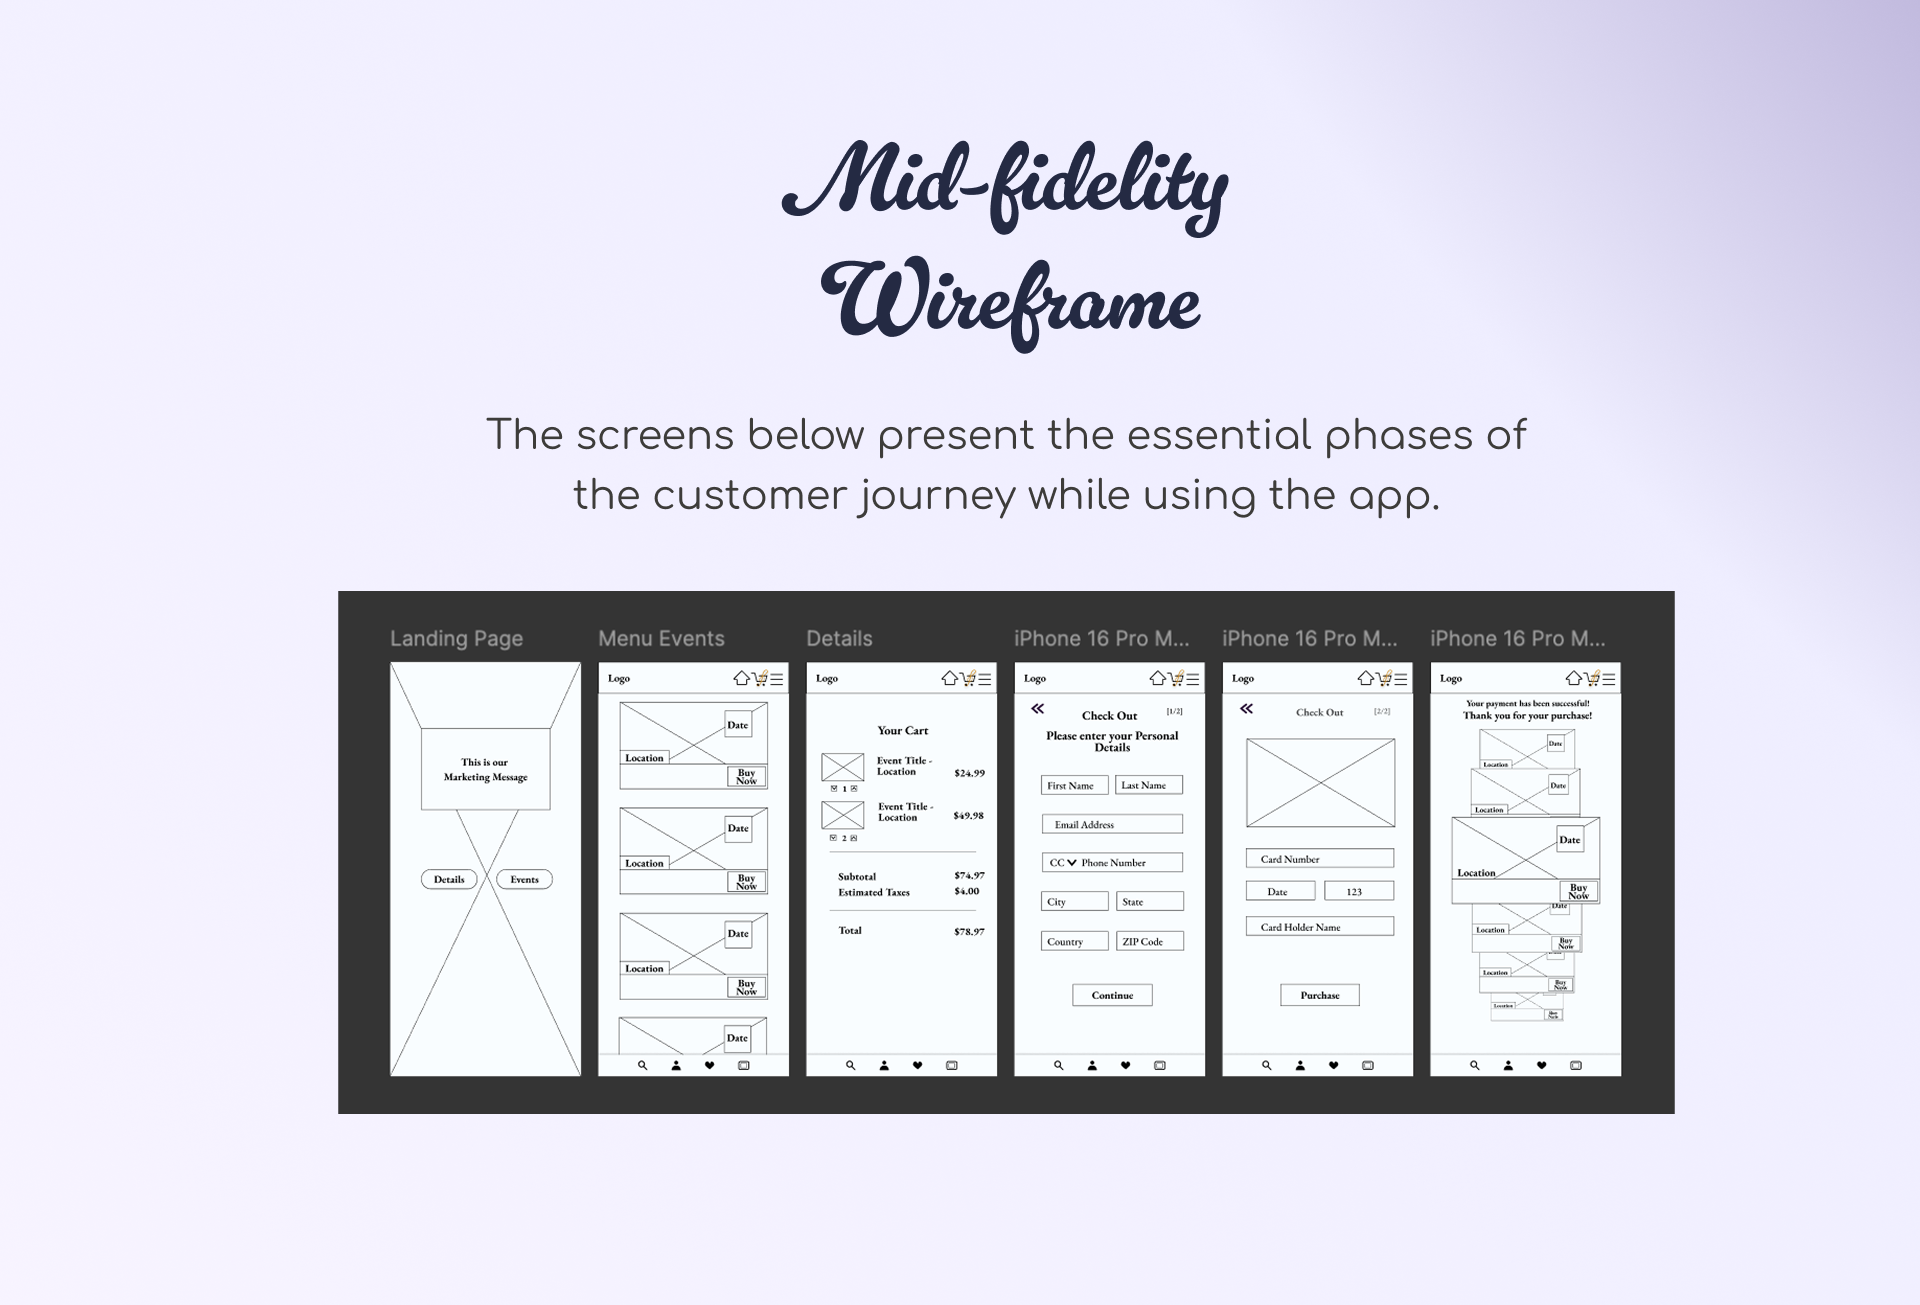 Mid-fidelity
Wireframe
The screens below present the essential phases of
the customer journey while using the app.
Landing Page
This is our
Marketing Message
Details
Events
Menu Events
Logo
Date
Location
Buy
Now
Date
Location
Buy
Now
Date
Location
Buy
Now
Date
Details
Logo
Your Cart
Event Title -
Location
$24.99
1
Event Title -
Location
$49.98
2
Subtotal $74.97
Estimated Taxes $4.00
Total $78.97
iPhone 16 Pro M...
Logo
Check Out [1/2]
Please enter your Personal
Details
First Name Last Name
Email Address
CC Phone Number
City State
Country ZIP Code
Continue
iPhone 16 Pro M...
Logo
Check Out [2/2]
Card Number
Date 123
Card Holder Name
Purchase
iPhone 16 Pro M...
Logo
Your payment has been successful!
Thank you for your purchase!
Date
Location
Date
Location
Date
Location
Buy
Now
Date
Location
Buy
Now
Location
Buy
Now
Location
Buy
Now